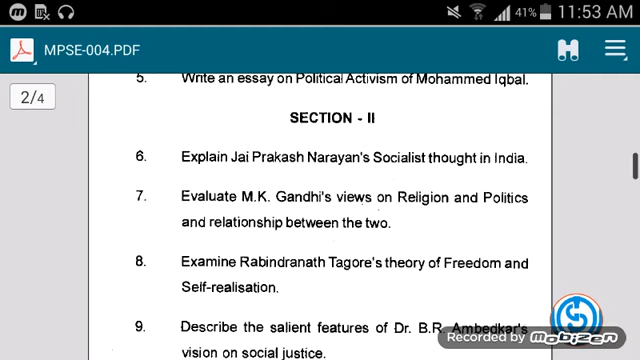 41% 11:53 AM
MPSE-004.PDF
2/4
5. Write an essay on Political Activism of Mohammed Iqbal.
SECTION - II
6. Explain Jai Prakash Narayan's Socialist thought in India.
7. Evaluate M.K. Gandhi's views on Religion and Politics
and relationship between the two.
8. Examine Rabindranath Tagore's theory of Freedom and
Self-realisation.
9. Describe the salient features of Dr. B.R. Ambedkar's
vision on social justice.
Recorded by Mobizen